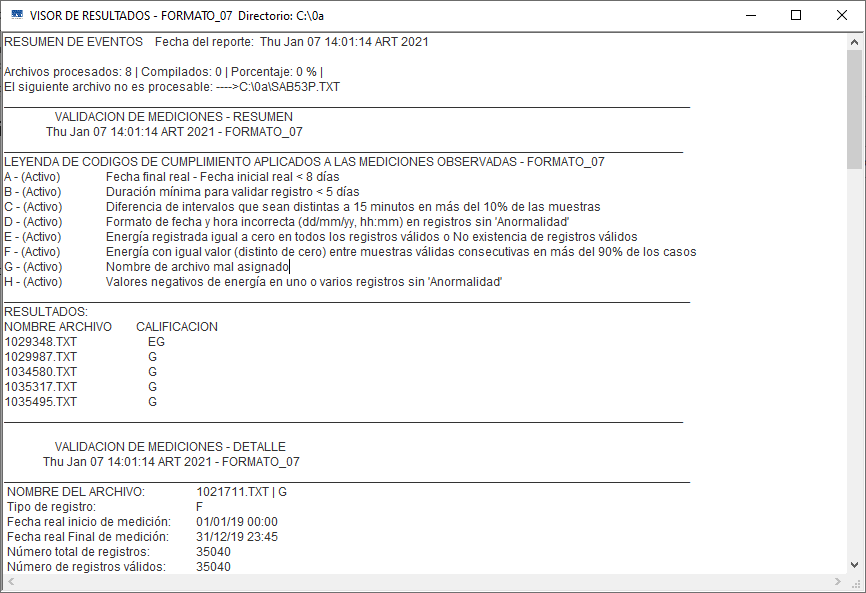 VISOR DE RESULTADOS - FORMATO_07 Directorio: C:\0a
RESUMEN DE EVENTOS Fecha del reporte: Thu Jan 07 14:01:14 ART 2021
Archivos procesados: 8 | Compilados: 0 | Porcentaje: 0 % |
El siguiente archivo no es procesable: ---->C:\0a\SAB53P.TXT
VALIDACION DE MEDICIONES - RESUMEN
Thu Jan 07 14:01:14 ART 2021 - FORMATO_07
LEYENDA DE CODIGOS DE CUMPLIMIENTO APLICADOS A LAS MEDICIONES OBSERVADAS - FORMATO_07
A - (Activo) Fecha final real - Fecha inicial real < 8 días
B - (Activo) Duración mínima para validar registro < 5 días
C - (Activo) Diferencia de intervalos que sean distintas a 15 minutos en más del 10% de las muestras
D - (Activo) Formato de fecha y hora incorrecta (dd/mm/yy, hh:mm) en registros sin 'Anormalidad'
E - (Activo) Energía registrada igual a cero en todos los registros válidos o No existencia de registros válidos
F - (Activo) Energía con igual valor (distinto de cero) entre muestras válidas consecutivas en más del 90% de los casos
G - (Activo) Nombre de archivo mal asignado
H - (Activo) Valores negativos de energía en uno o varios registros sin 'Anormalidad'
RESULTADOS:
NOMBRE ARCHIVO CALIFICACION
1029348.TXT EG
1029987.TXT G
1034580.TXT G
1035317.TXT G
1035495.TXT G
VALIDACION DE MEDICIONES - DETALLE
Thu Jan 07 14:01:14 ART 2021 - FORMATO_07
NOMBRE DEL ARCHIVO: 1021711.TXT | G
Tipo de registro: F
Fecha real inicio de medición: 01/01/19 00:00
Fecha real Final de medición: 31/12/19 23:45
Número total de registros: 35040
Número de registros válidos: 35040